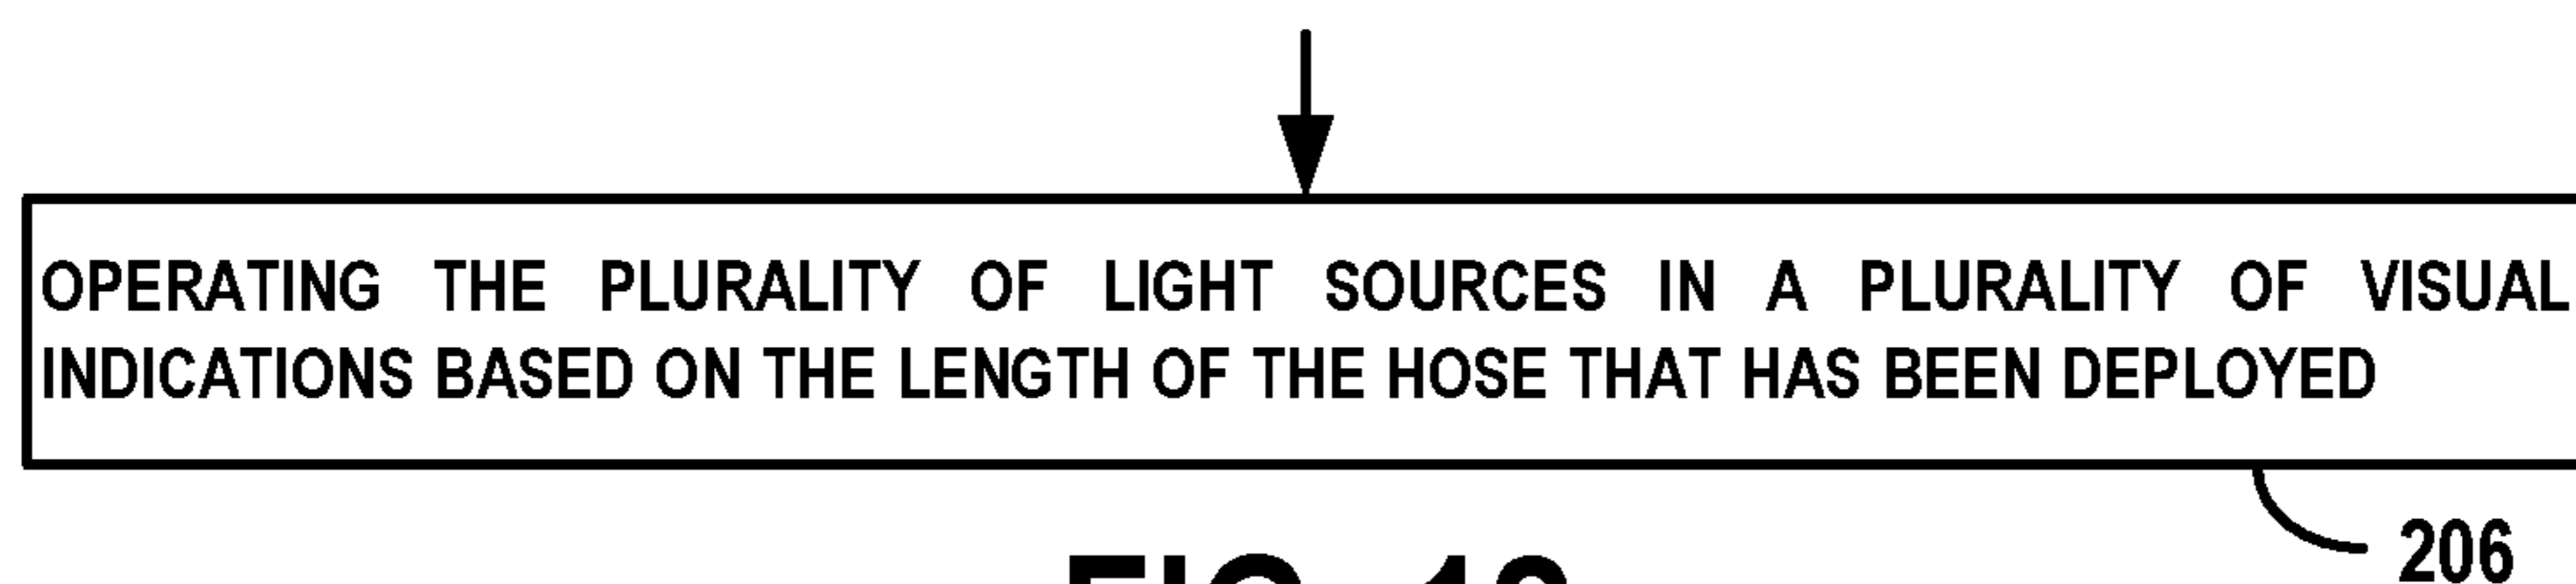 OPERATING THE PLURALITY OF LIGHT SOURCES IN A PLURALITY OF VISUAL
INDICATIONS BASED ON THE LENGTH OF THE HOSE THAT HAS BEEN DEPLOYED
206